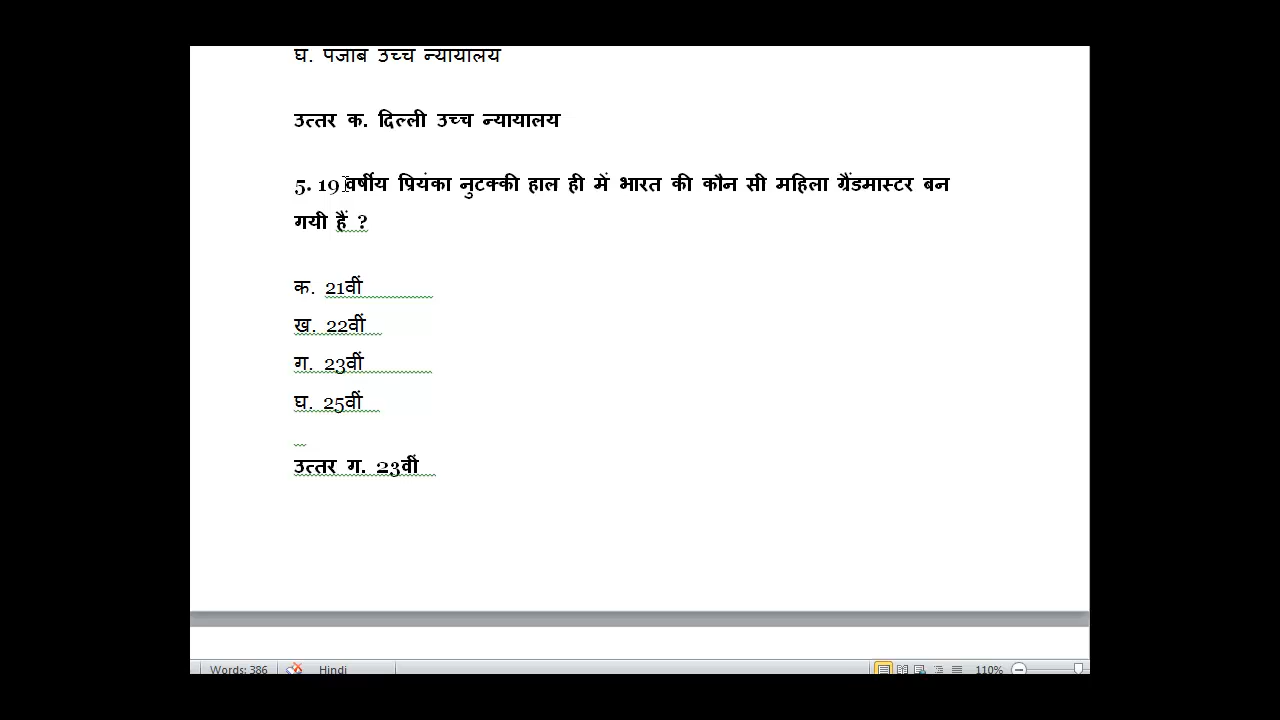 घ. पंजाब उच्च न्यायालय
उत्तर क. दिल्ली उच्च न्यायालय
5. 19 वर्षीय प्रियंका नुटक्की हाल ही में भारत की कौन सी महिला ग्रैंडमास्टर बन
गयी हैं ?
क. 21वीं
ख. 22वीं
ग. 23वीं
घ. 25वीं
उत्तर ग. 23वीं
Words: 386 Hindi 110%